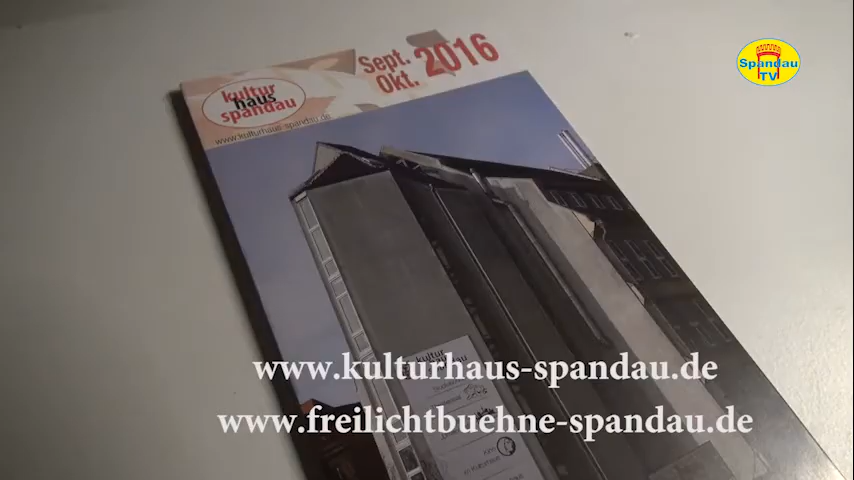 Sept. 2016
Okt.
kultur
haus
spandau
www.kulturhaus-spandau.de
Spandau
TV
kultur
www.kulturhaus-spandau.de
www.freilichtbuehne-spandau.de